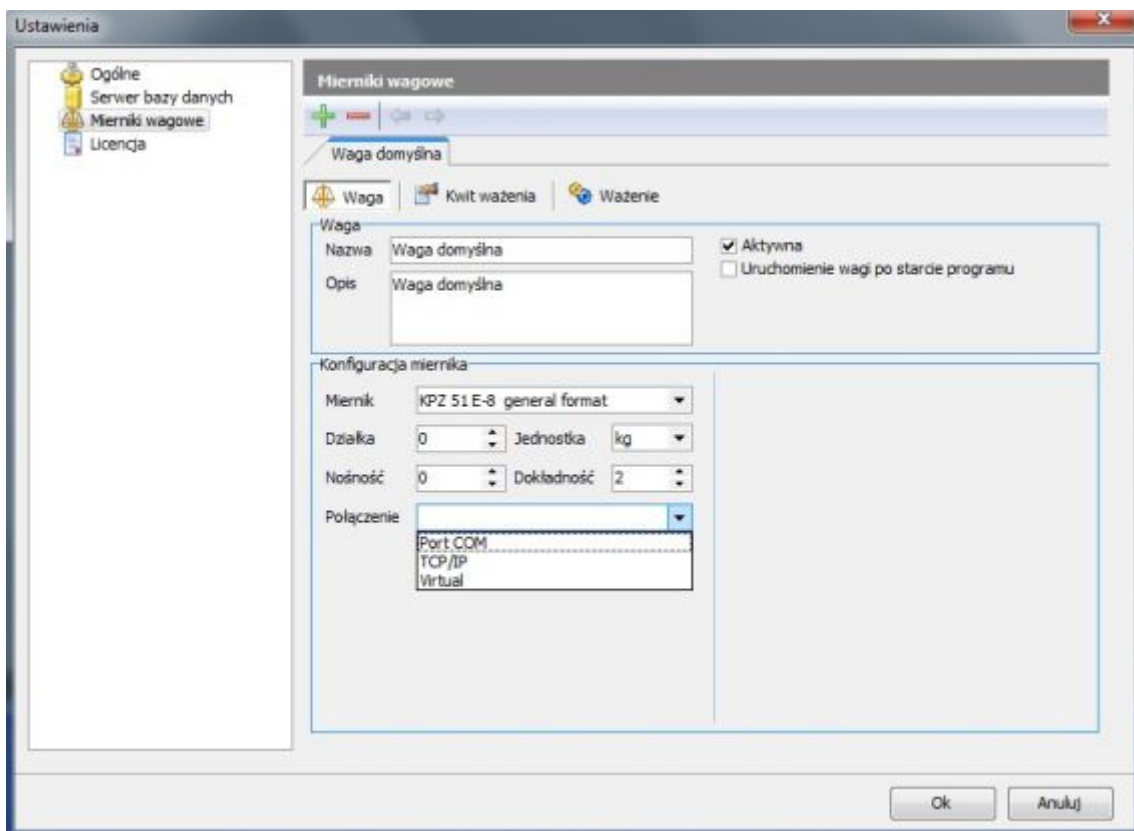 Ustawienia
Ogólne
Serwer bazy danych
Mierniki wagowe
Licencja
Mierniki wagowe
Waga domyślna
Waga Kwit ważenia Ważenie
Waga
Nazwa Waga domyślna
Aktywna
Uruchomienie wagi po starcie programu
Opis Waga domyślna
Konfiguracja miernika
Miernik KPZ 51 E-8 general format
Działka 0 Jednostka kg
Nośność 0 Dokładność 2
Połączenie
Port COM
TCP/IP
Virtual
Ok Anuluj